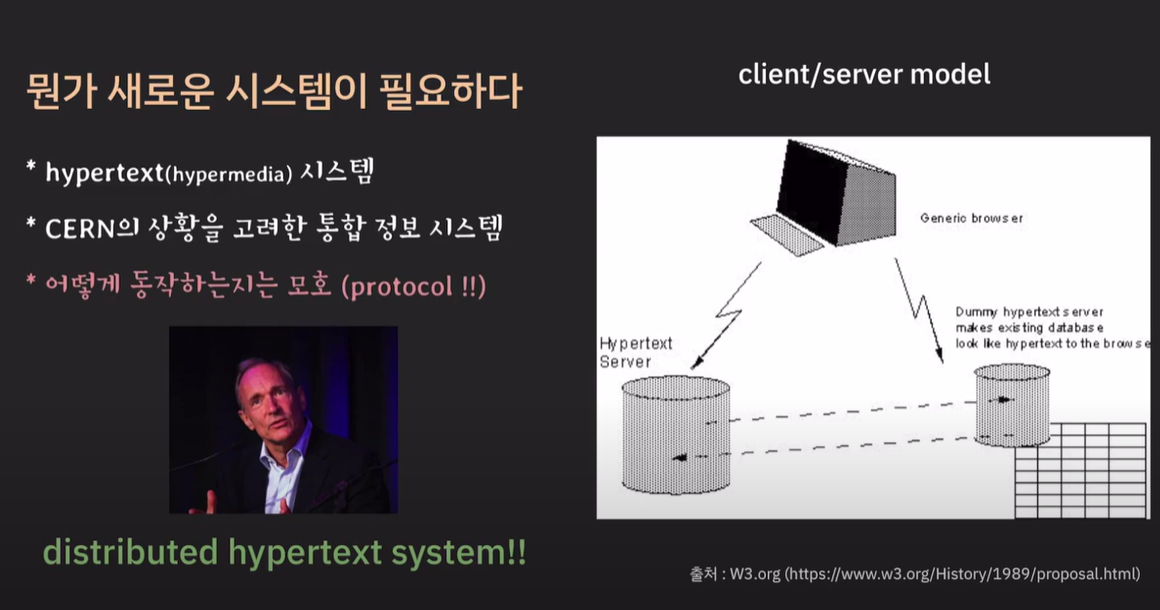 뭔가 새로운 시스템이 필요하다
* hypertext(hypermedia) 시스템
* CERN의 상황을 고려한 통합 정보 시스템
* 어떻게 동작하는지는 모호 (protocol !!)
distributed hypertext system!!
client/server model
Generic browser
Dummy hypertext server
makes existing database
look like hypertext to the browse
Hypertext
Server
출처 : W3.org (https://www.w3.org/History/1989/proposal.html)